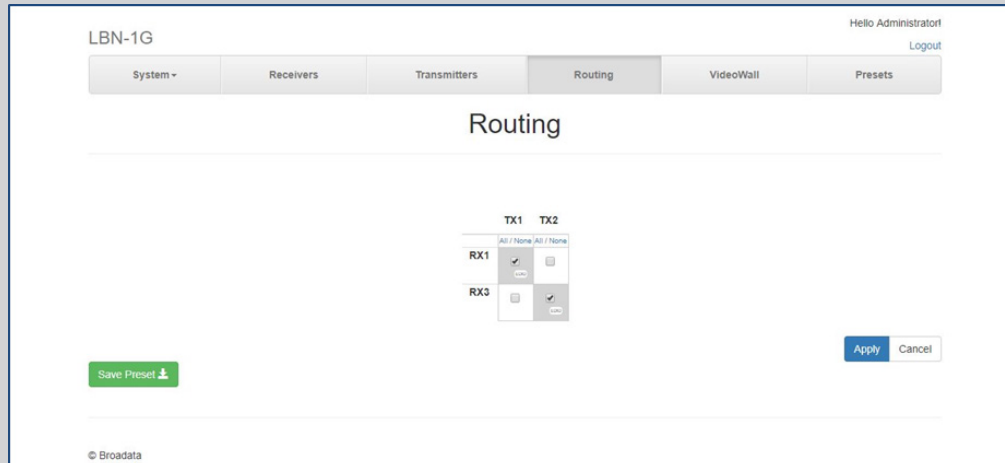 Hello Administrator!
LBN-1G
Logout
System
Receivers
Transmitters
Routing
VideoWall
Presets
Routing
TX1 TX2
All / None All / None
RX1
RX3
Apply Cancel
Save Preset
© Broadata